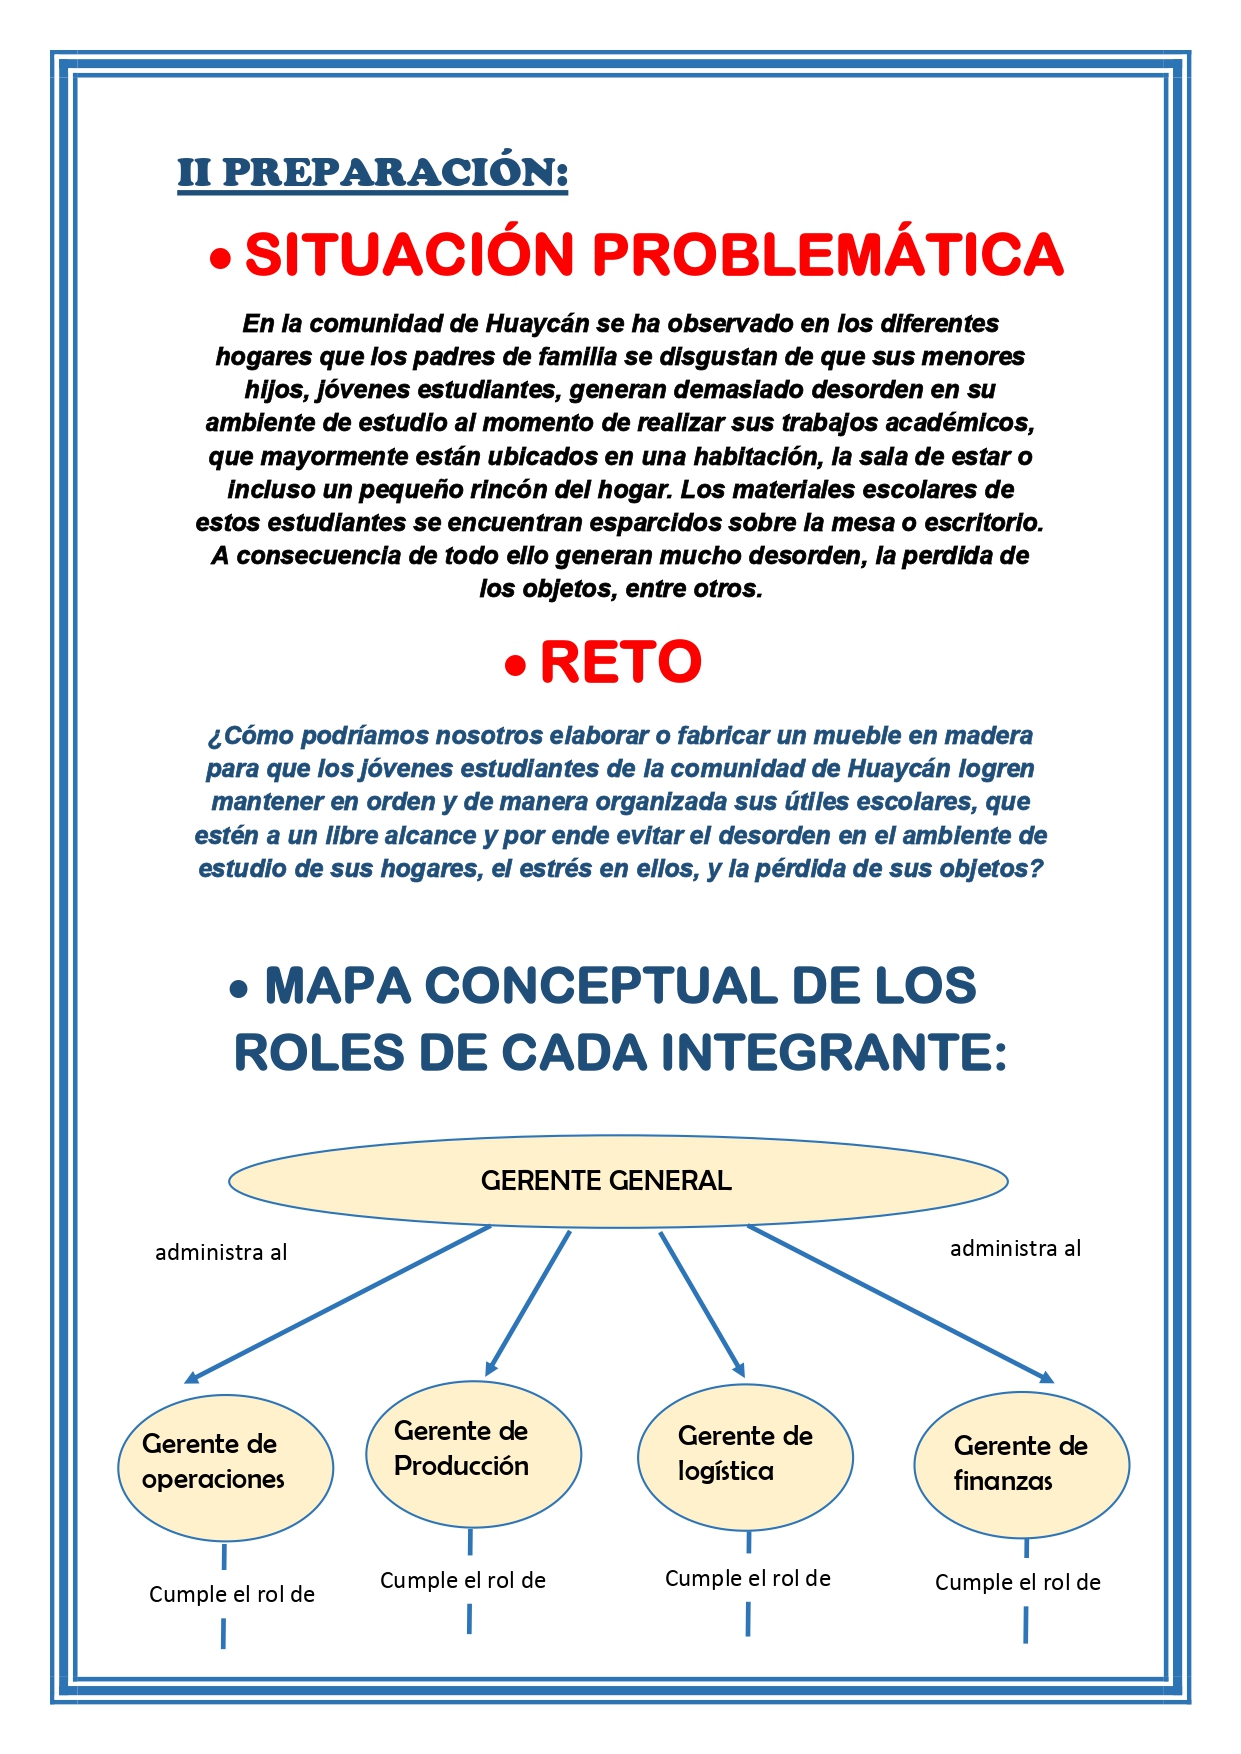 II PREPARACIÓN:
• SITUACIÓN PROBLEMÁTICA
En la comunidad de Huaycán se ha observado en los diferentes
hogares que los padres de familia se disgustan de que sus menores
hijos, jóvenes estudiantes, generan demasiado desorden en su
ambiente de estudio al momento de realizar sus trabajos académicos,
que mayormente están ubicados en una habitación, la sala de estar o
incluso un pequeño rincón del hogar. Los materiales escolares de
estos estudiantes se encuentran esparcidos sobre la mesa o escritorio.
A consecuencia de todo ello generan mucho desorden, la perdida de
los objetos, entre otros.
• RETO
¿Cómo podríamos nosotros elaborar o fabricar un mueble en madera
para que los jóvenes estudiantes de la comunidad de Huaycán logren
mantener en orden y de manera organizada sus útiles escolares, que
estén a un libre alcance y por ende evitar el desorden en el ambiente de
estudio de sus hogares, el estrés en ellos, y la pérdida de sus objetos?
• MAPA CONCEPTUAL DE LOS
ROLES DE CADA INTEGRANTE:
GERENTE GENERAL
administra al
administra al
Gerente de
operaciones
Gerente de
Producción
Gerente de
logística
Gerente de
finanzas
Cumple el rol de
Cumple el rol de
Cumple el rol de
Cumple el rol de